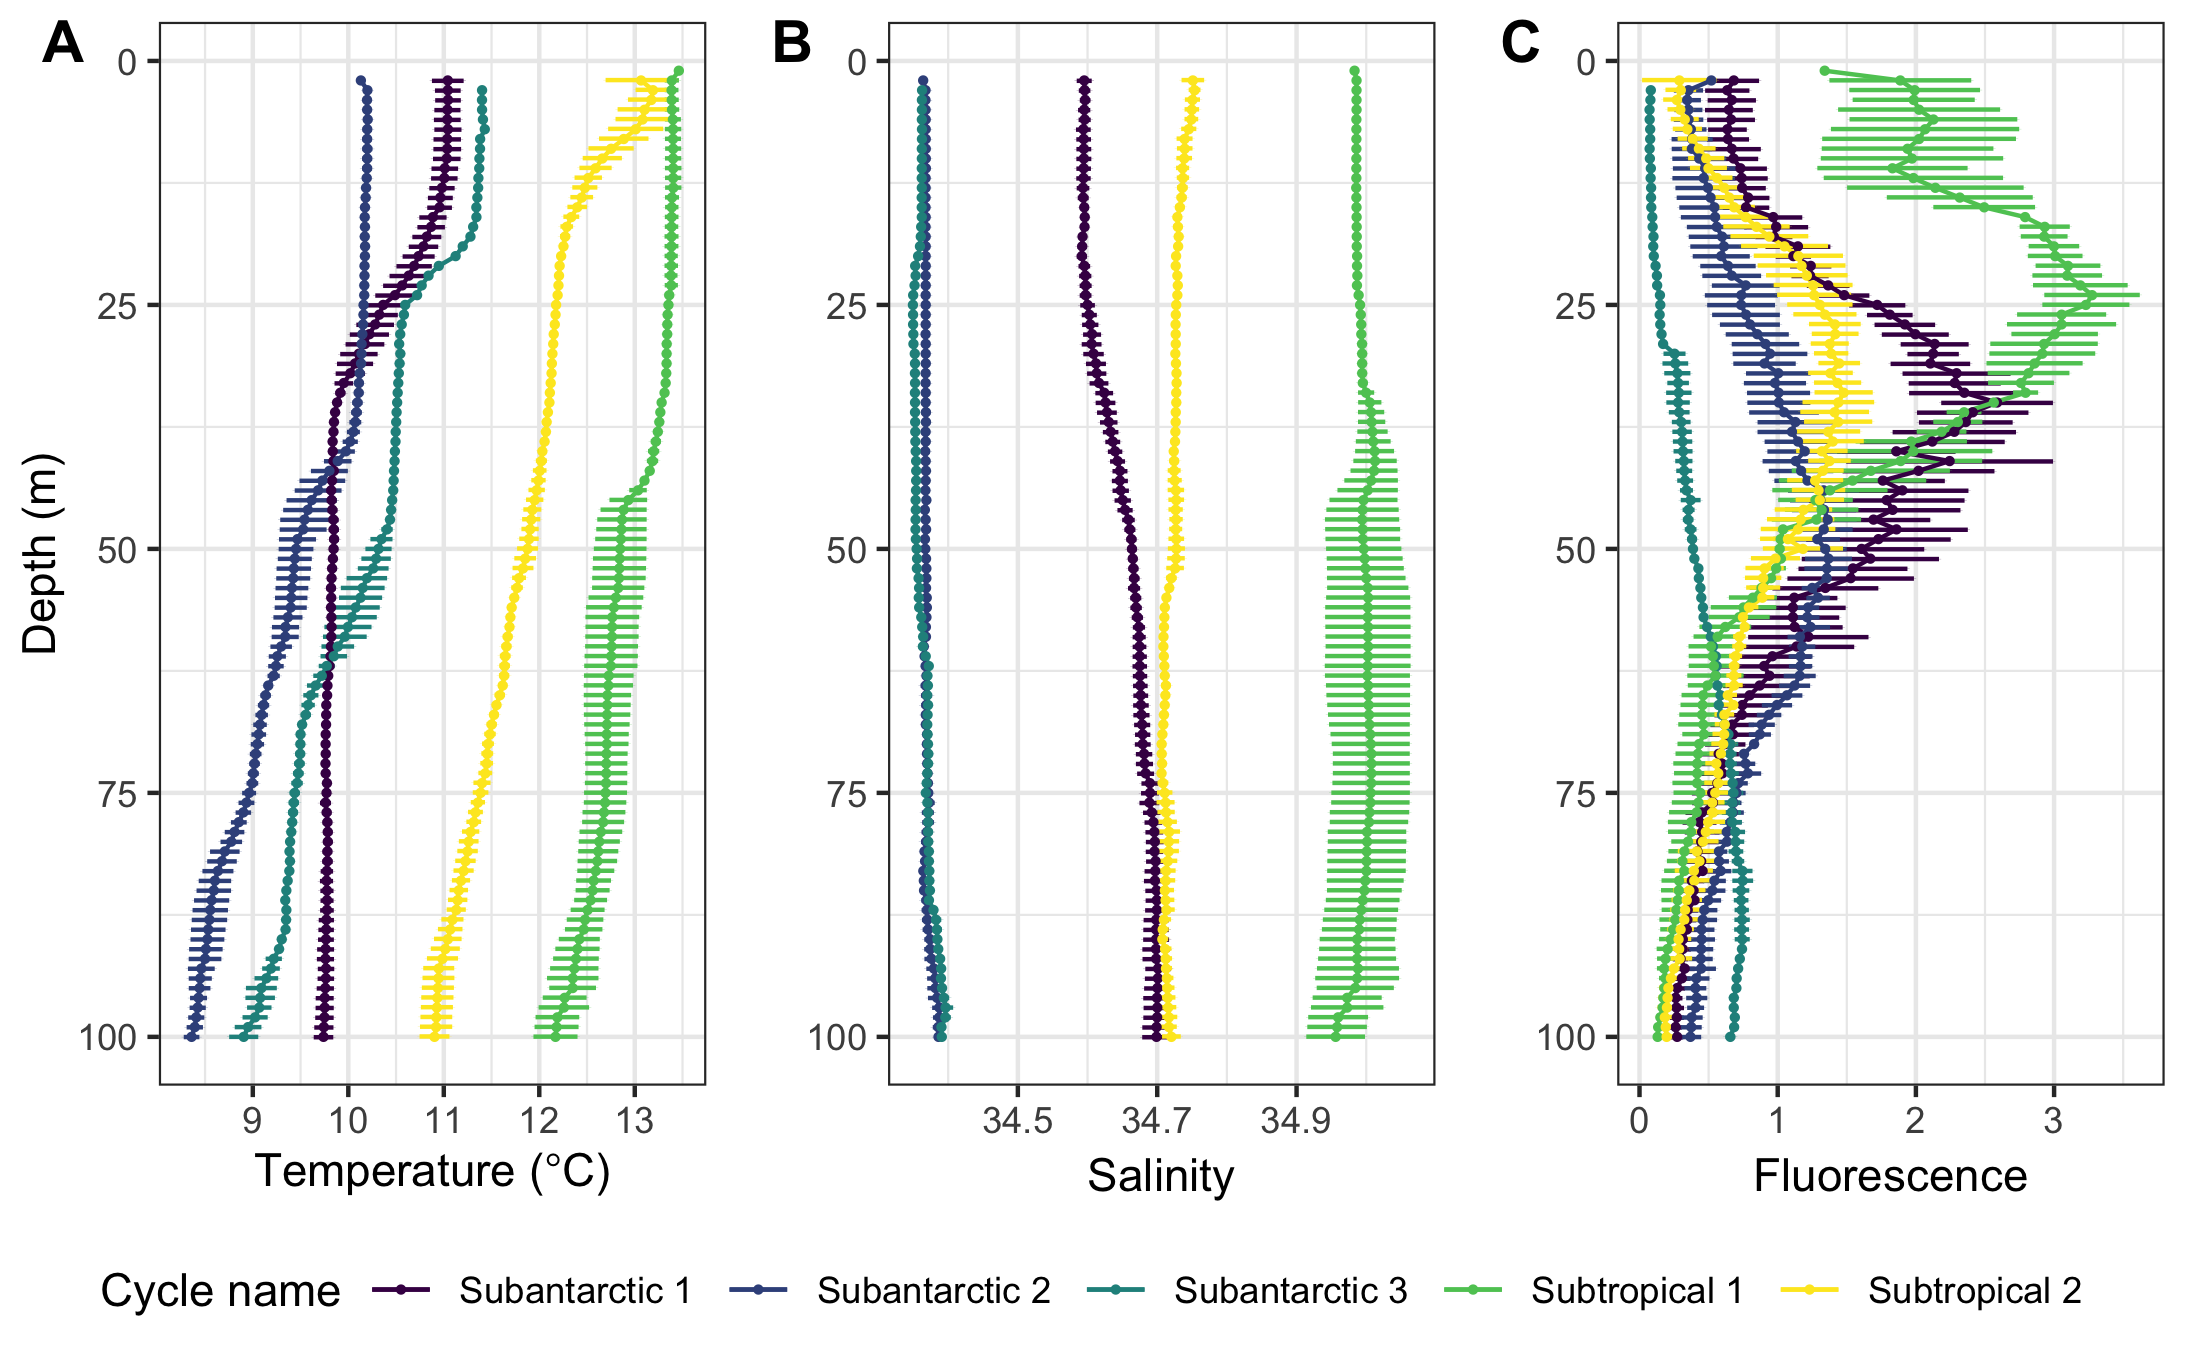 A
B
C
0
25
50
75
100
0
25
50
75
100
0
25
50
75
100
Depth (m)
9 10 11 12 13
34.5 34.7 34.9
0 1 2 3
Temperature (°C)
Salinity
Fluorescence
Cycle name Subantarctic 1 Subantarctic 2 Subantarctic 3 Subtropical 1 Subtropical 2